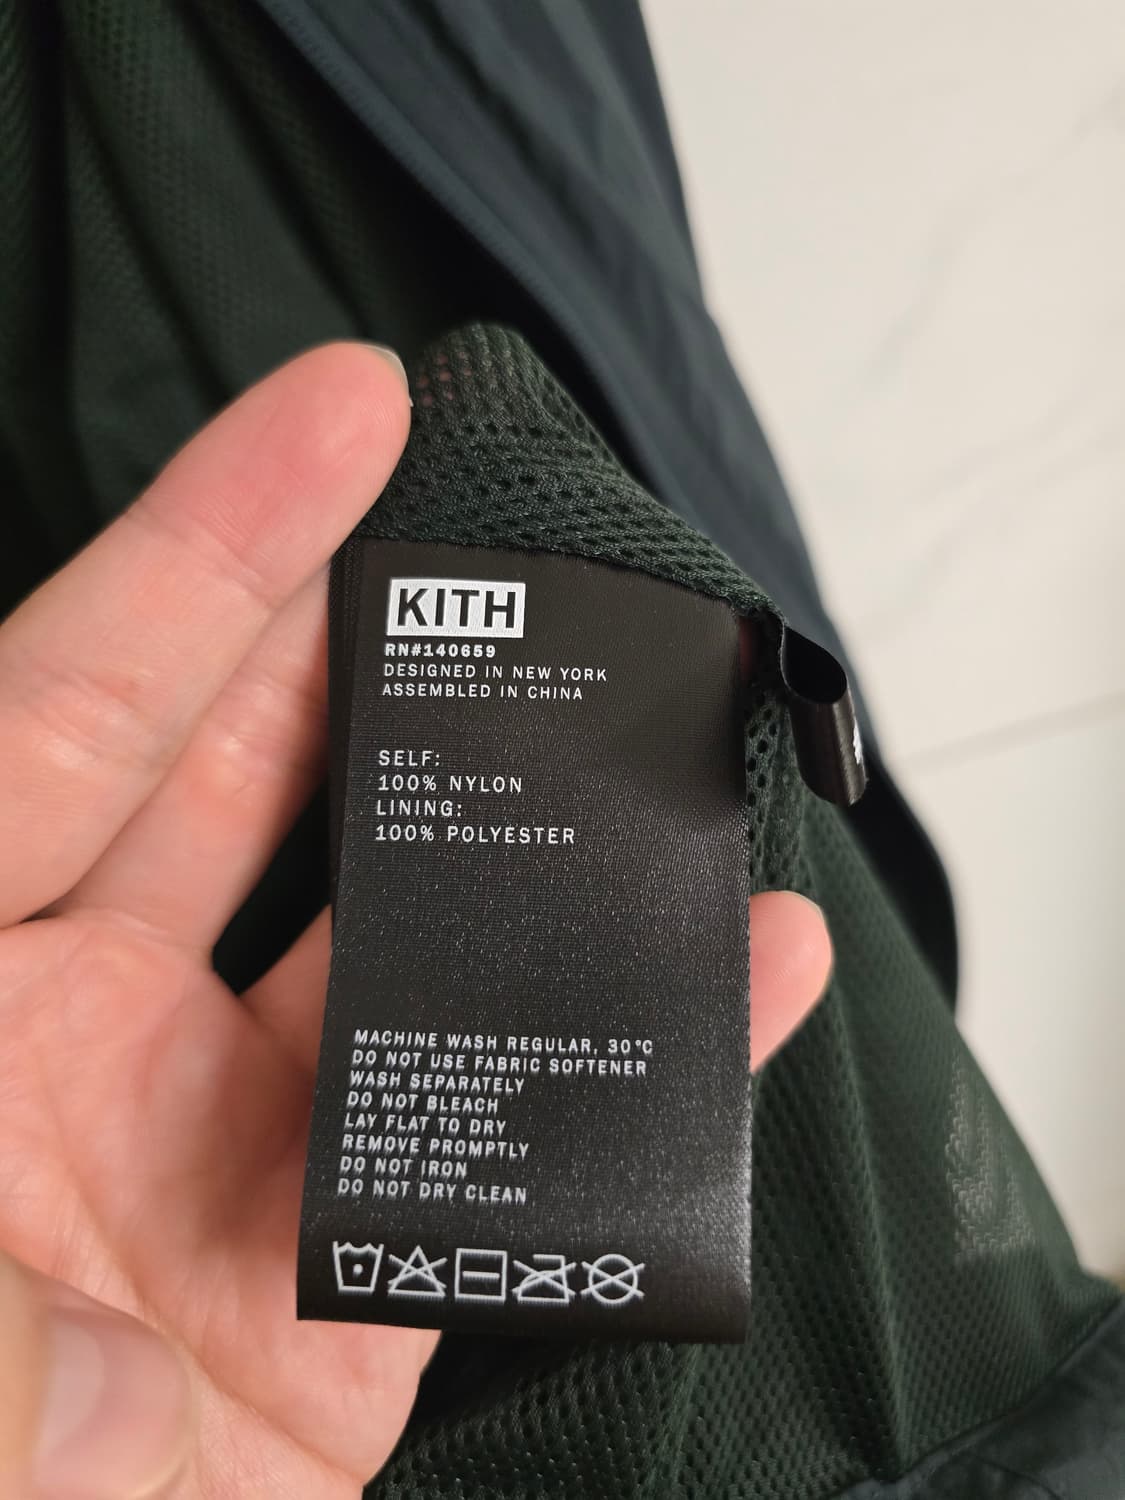 KITH
RN#140659
DESIGNED IN NEW YORK
ASSEMBLED IN CHINA
SELF:
100% NYLON
LINING:
100% POLYESTER
MACHINE WASH REGULAR, 30°C
DO NOT USE FABRIC SOFTENER
WASH SEPARATELY
DO NOT BLEACH
LAY FLAT TO DRY
REMOVE PROMPTLY
DO NOT IRON
DO NOT DRY CLEAN